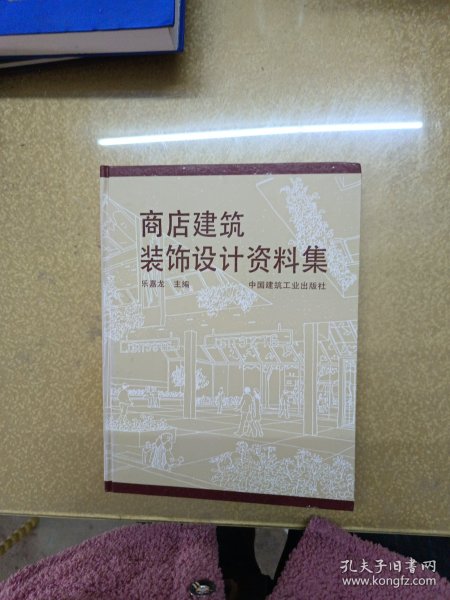 商店建筑
装饰设计资料集
乐嘉龙 主编 中国建筑工业出版社
孔夫子旧书网
www.kongfz.com